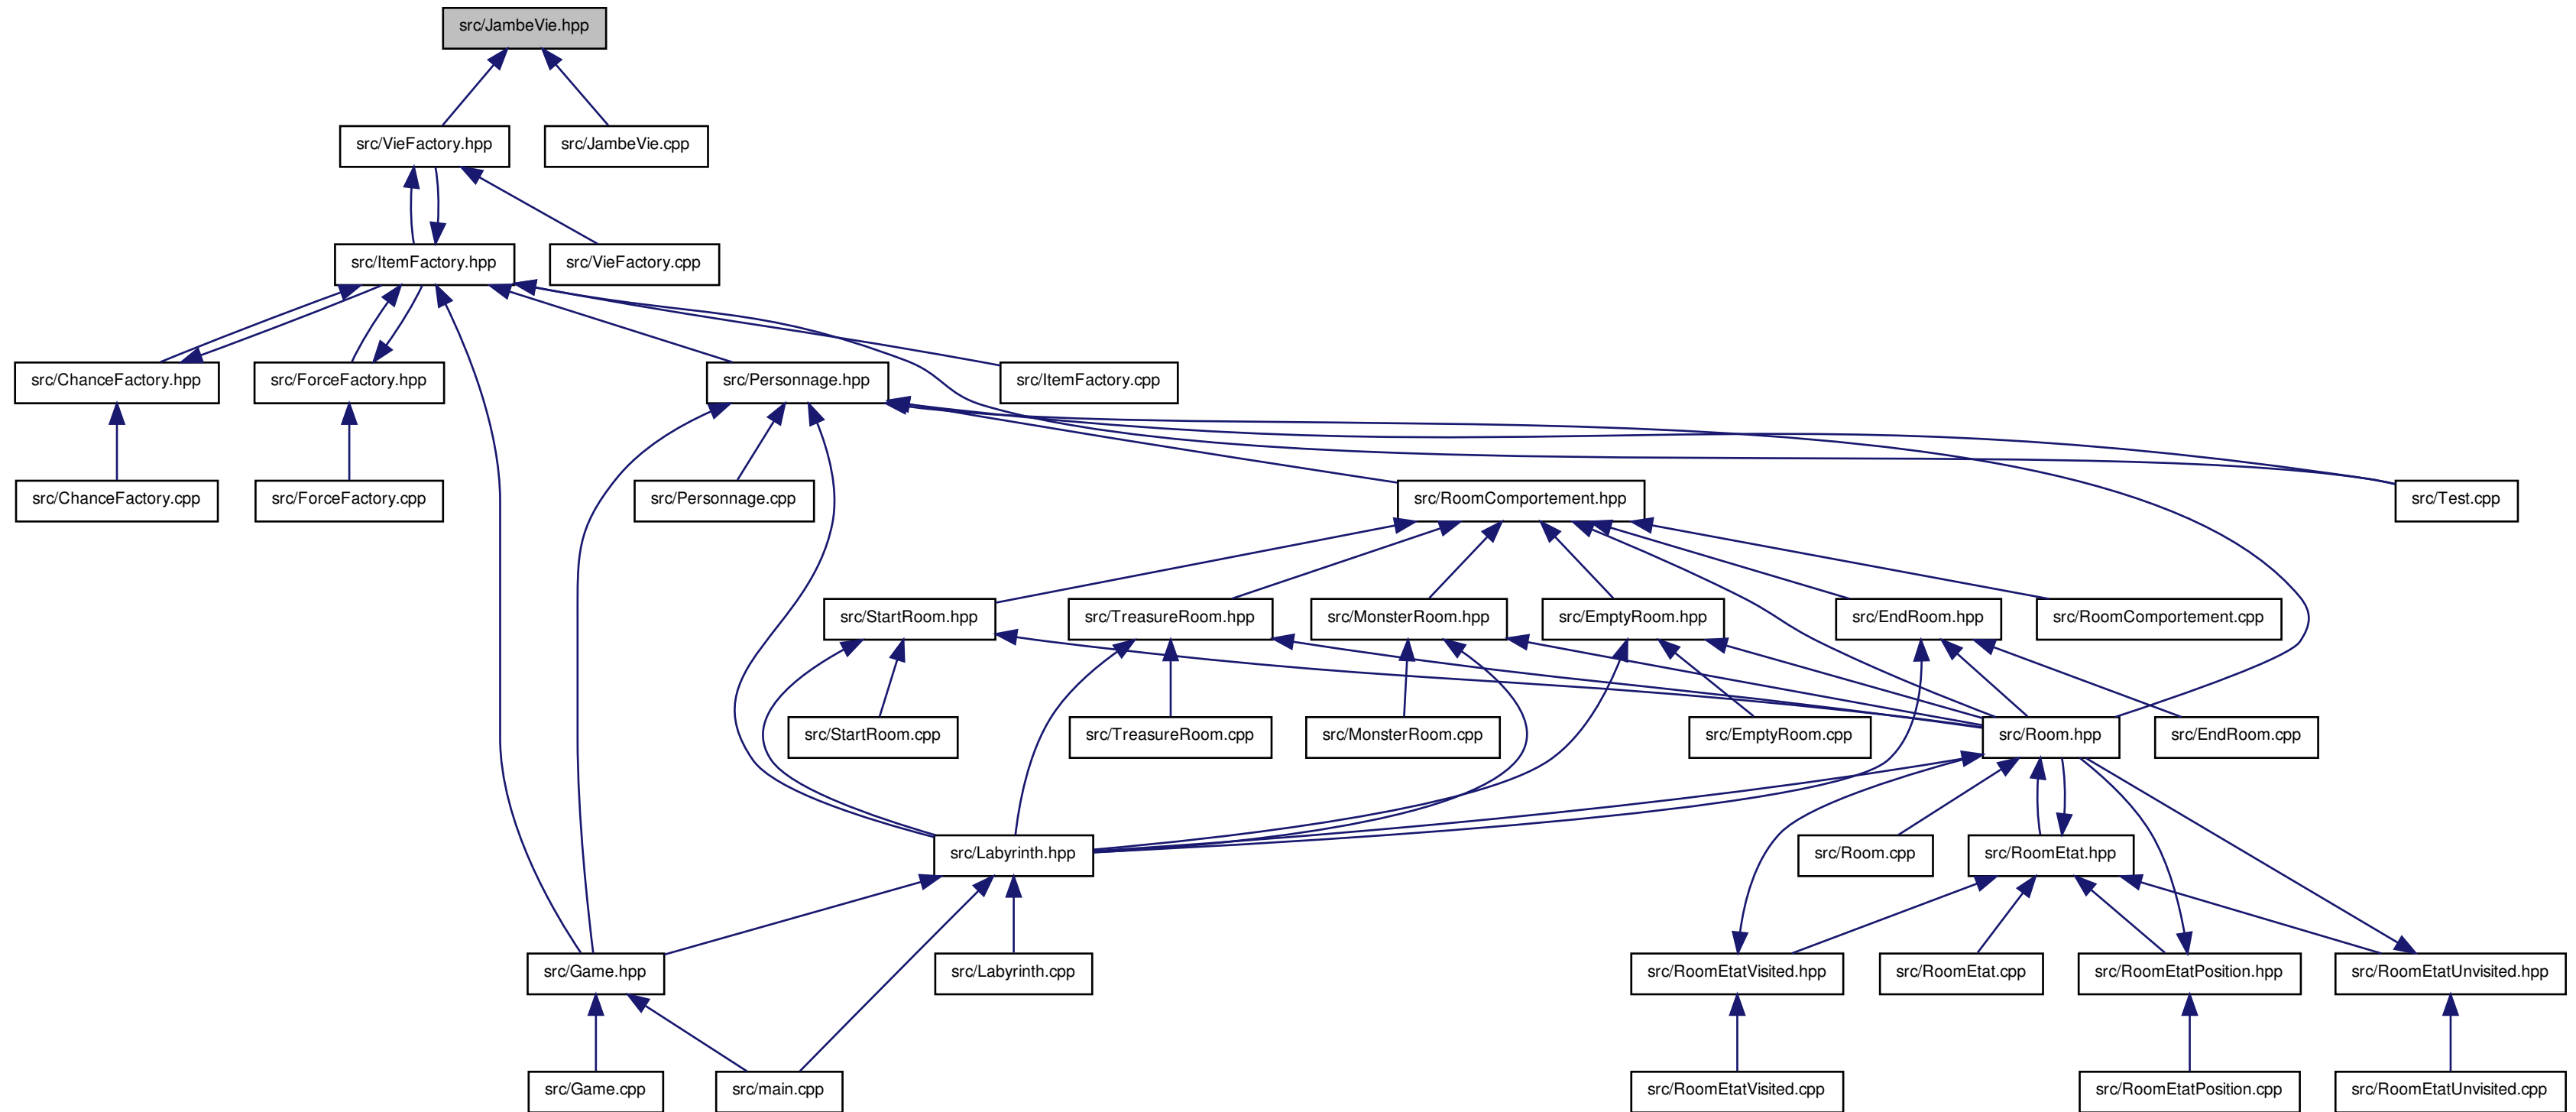 src/JambeVie.hpp
src/VieFactory.hpp
src/JambeVie.cpp
src/ItemFactory.hpp
src/VieFactory.cpp
src/ChanceFactory.hpp
src/ForceFactory.hpp
src/Personnage.hpp
src/ItemFactory.cpp
src/ChanceFactory.cpp
src/ForceFactory.cpp
src/Personnage.cpp
src/RoomComportement.hpp
src/Test.cpp
src/StartRoom.hpp
src/TreasureRoom.hpp
src/MonsterRoom.hpp
src/EmptyRoom.hpp
src/EndRoom.hpp
src/RoomComportement.cpp
src/StartRoom.cpp
src/TreasureRoom.cpp
src/MonsterRoom.cpp
src/EmptyRoom.cpp
src/Room.hpp
src/EndRoom.cpp
src/Labyrinth.hpp
src/Room.cpp
src/RoomEtat.hpp
src/Game.hpp
src/Labyrinth.cpp
src/RoomEtatVisited.hpp
src/RoomEtat.cpp
src/RoomEtatPosition.hpp
src/RoomEtatUnvisited.hpp
src/Game.cpp
src/main.cpp
src/RoomEtatVisited.cpp
src/RoomEtatPosition.cpp
src/RoomEtatUnvisited.cpp